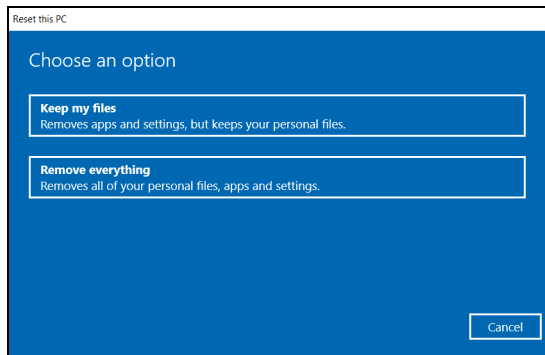 Reset this PC
Choose an option
Keep my files
Removes apps and settings, but keeps your personal files.
Remove everything
Removes all of your personal files, apps and settings.
Cancel